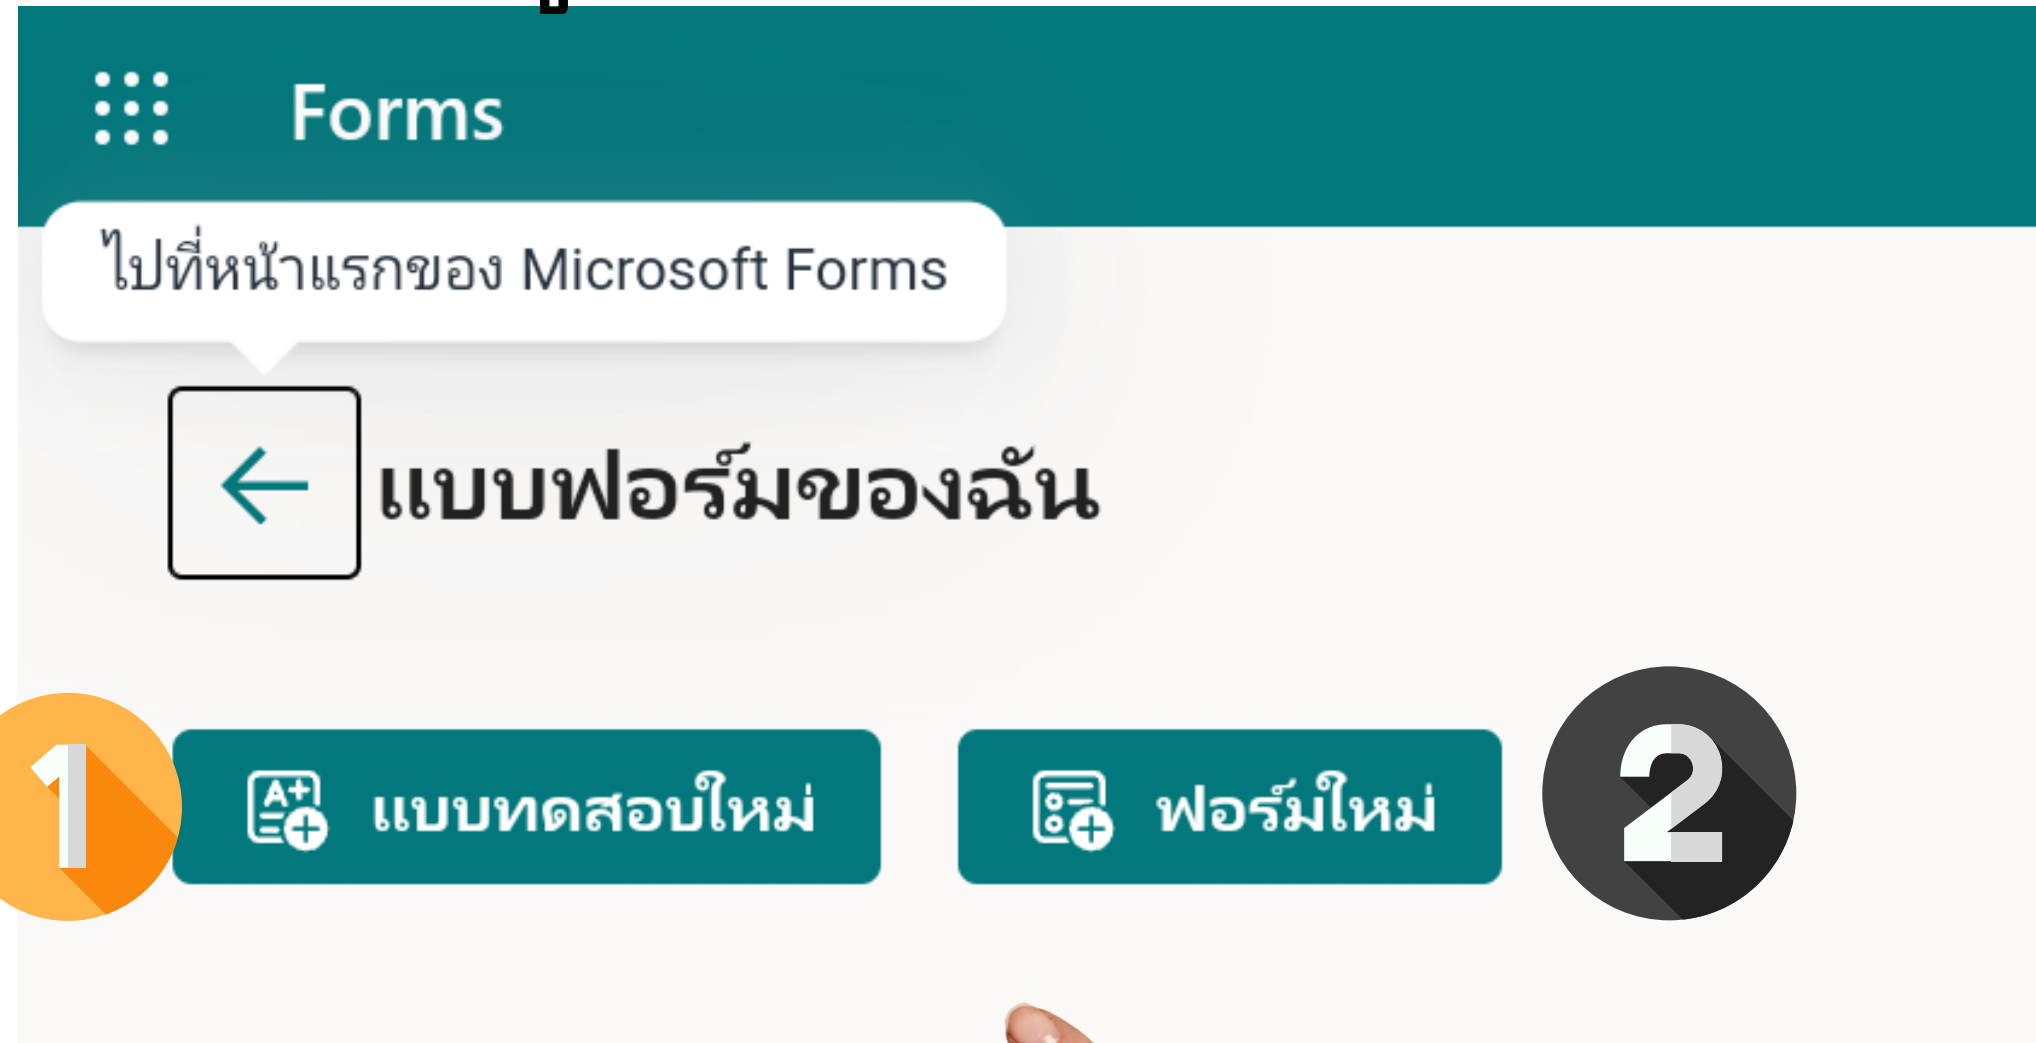 Forms
ไปที่หน้าแรกของ Microsoft Forms
แบบฟอร์มของฉัน
1 แบบทดสอบใหม่ ฟอร์มใหม่ 2